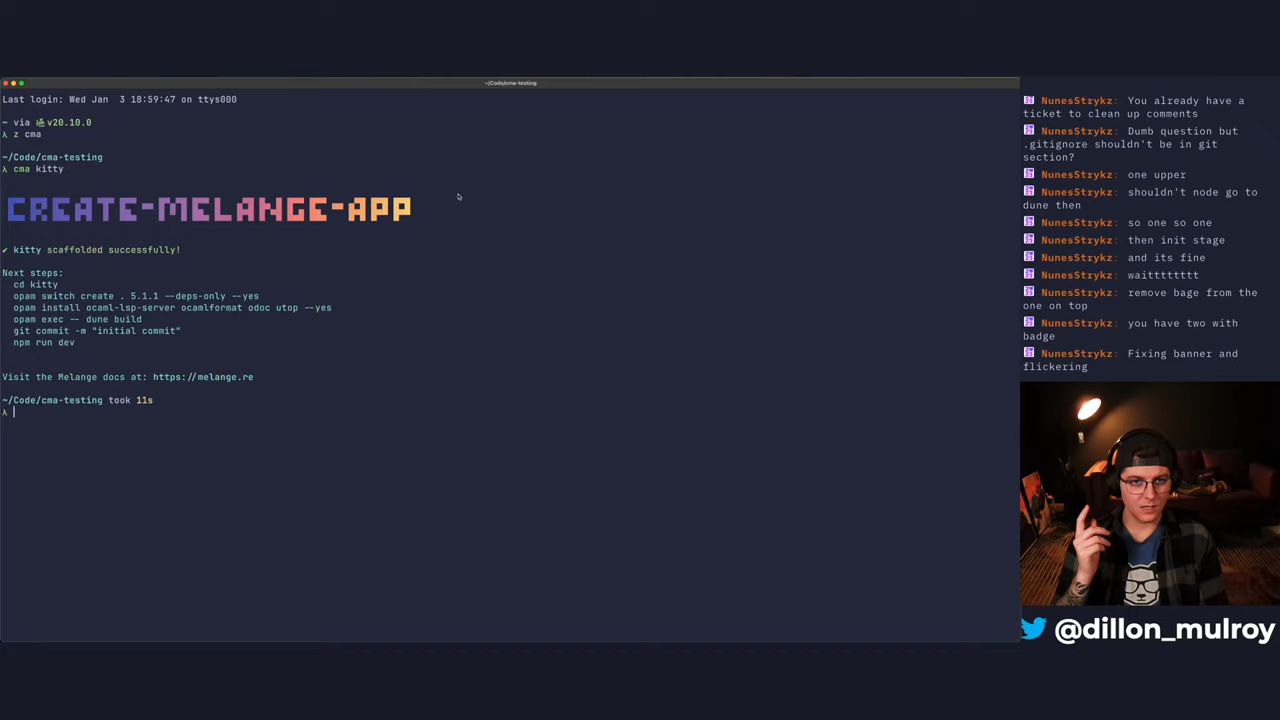 ~/Code/cma-testing
Last login: Wed Jan  3 18:59:47 on ttys000
~ via v20.10.0
λ z cma
~/Code/cma-testing
λ cma kitty
CREATE-MELANGE-APP
✔ kitty scaffolded successfully!
Next steps:
cd kitty
opam switch create . 5.1.1 --deps-only --yes
opam install ocaml-lsp-server ocamlformat odoc utop --yes
opam exec -- dune build
git commit -m "initial commit"
npm run dev
Visit the Melange docs at: https://melange.re
~/Code/cma-testing took 11s
λ
NunesStrykz: You already have a
ticket to clean up comments
NunesStrykz: Dumb question but
.gitignore shouldn't be in git
section?
NunesStrykz: one upper
NunesStrykz: shouldn't node go to
dune then
NunesStrykz: so one so one
NunesStrykz: then init stage
NunesStrykz: and its fine
NunesStrykz: waitttttttt
NunesStrykz: remove bage from the
one on top
NunesStrykz: you have two with
badge
NunesStrykz: Fixing banner and
flickering
@dillon_mulroy